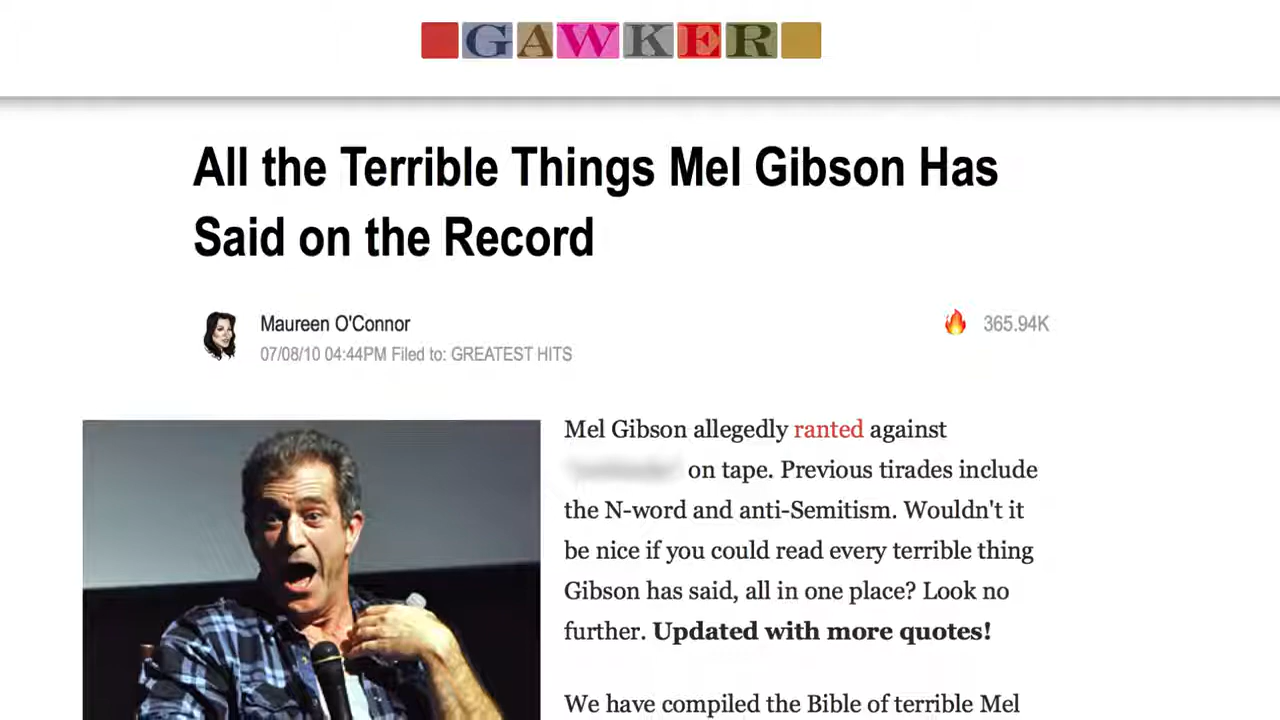 GAWKER
All the Terrible Things Mel Gibson Has
Said on the Record
Maureen O'Connor
365.94K
07/08/10 04:44PM Filed to: GREATEST HITS
Mel Gibson allegedly ranted against
on tape. Previous tirades include
the N-word and anti-Semitism. Wouldn't it
be nice if you could read every terrible thing
Gibson has said, all in one place? Look no
further. Updated with more quotes!
We have compiled the Bible of terrible Mel